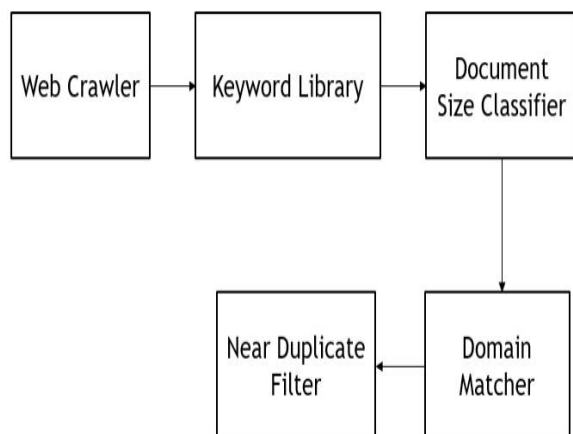 Web Crawler
Keyword Library
Document
Size Classifier
Near Duplicate
Filter
Domain
Matcher